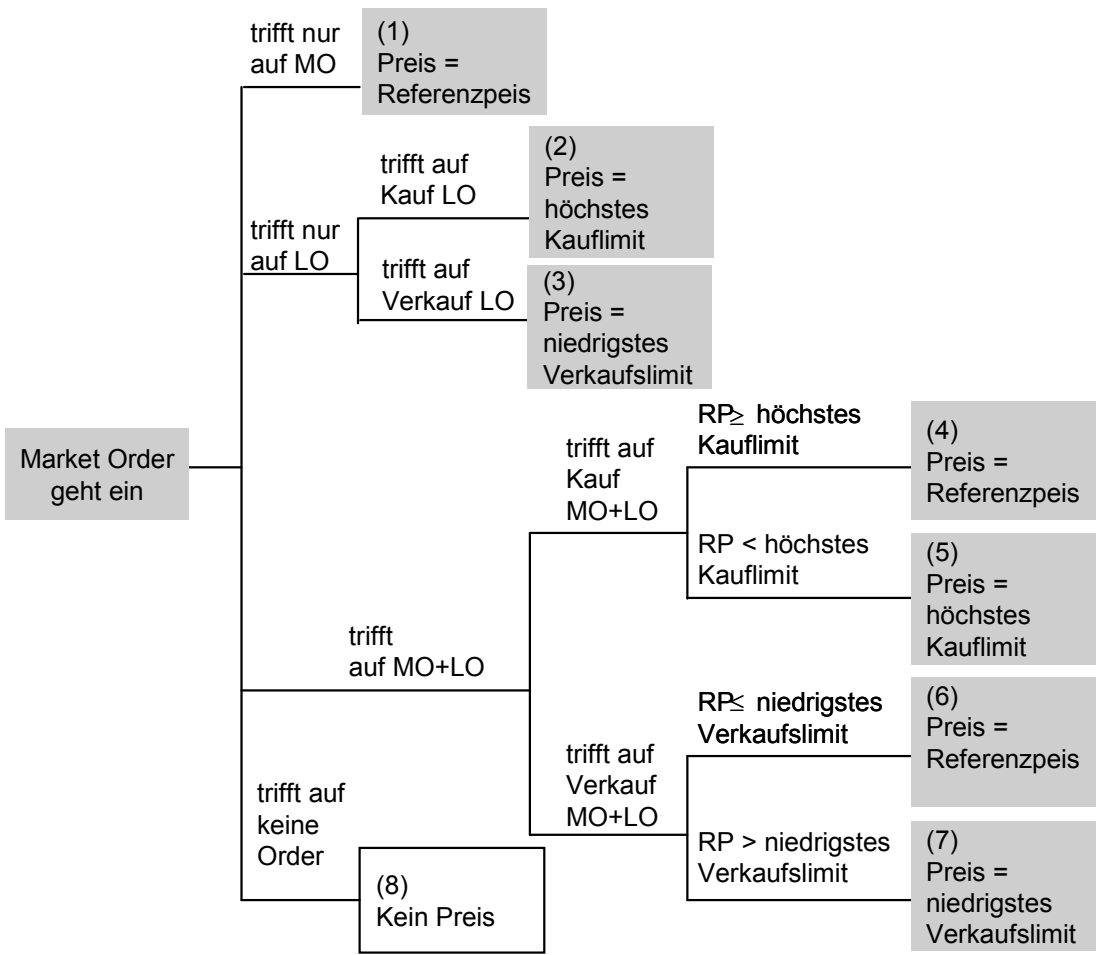 trifft nur
auf MO
(1)
Preis =
Referenzpeis
trifft nur
auf LO
trifft auf
Kauf LO
(2)
Preis =
höchstes
Kauflimit
trifft auf
Verkauf LO
(3)
Preis =
niedrigstes
Verkaufslimit
Market Order
geht ein
trifft
auf MO+LO
trifft auf
Kauf
MO+LO
RP≥ höchstes
Kauflimit
(4)
Preis =
Referenzpeis
RP < höchstes
Kauflimit
(5)
Preis =
höchstes
Kauflimit
trifft auf
Verkauf
MO+LO
RP≤ niedrigstes
Verkaufslimit
(6)
Preis =
Referenzpeis
RP > niedrigstes
Verkaufslimit
(7)
Preis =
niedrigstes
Verkaufslimit
trifft auf
keine
Order
(8)
Kein Preis